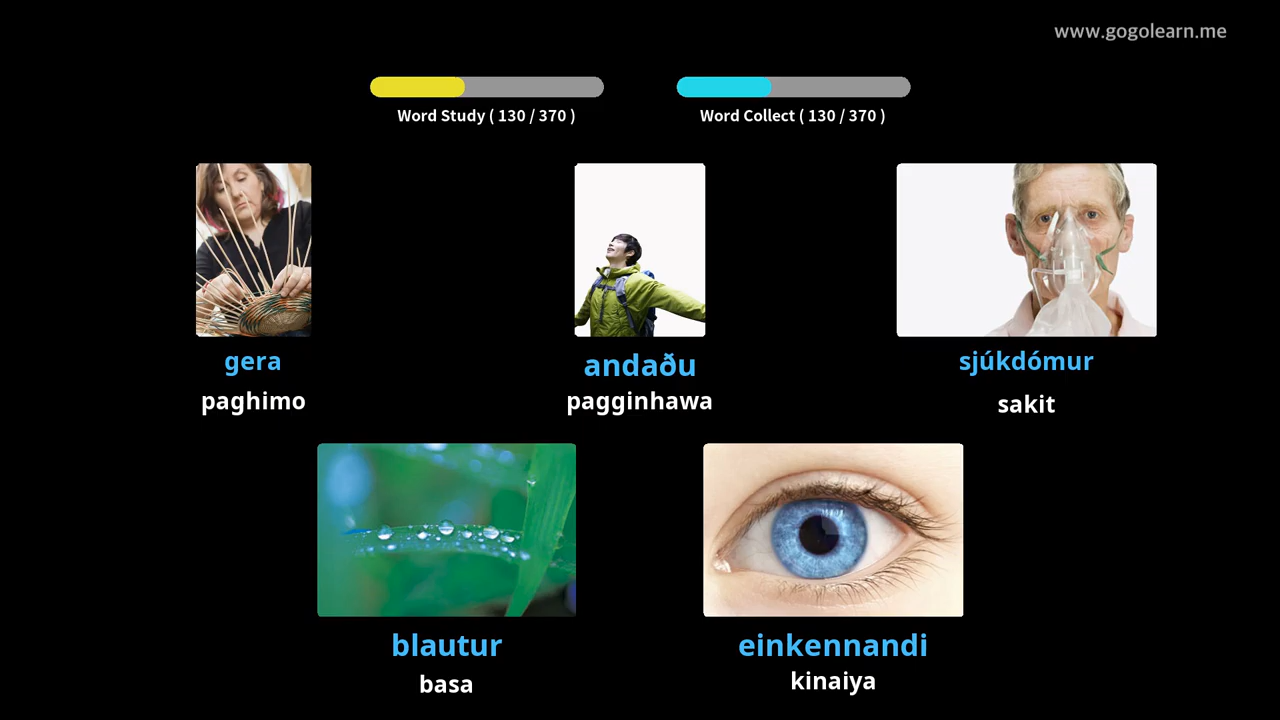 www.gogolearn.me
Word Study ( 130 / 370 )
Word Collect ( 130 / 370 )
gera
paghimo
andaðu
pagginhawa
sjúkdómur
sakit
blautur
basa
einkennandi
kinaiya